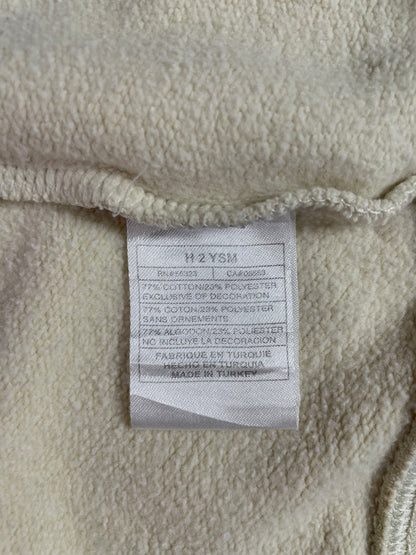 H 2 YSM
RN#56323 CA#05553
77% COTTON/23% POLYESTER
EXCLUSIVE OF DECORATION
77% COTON/23% POLYESTER
SANS ORNEMENTS
77% ALGODON/23% POLIESTER
NO INCLUYE LA DECORACION
FABRIQUE EN TURQUIE
HECHO EN TURQUIA
MADE IN TURKEY